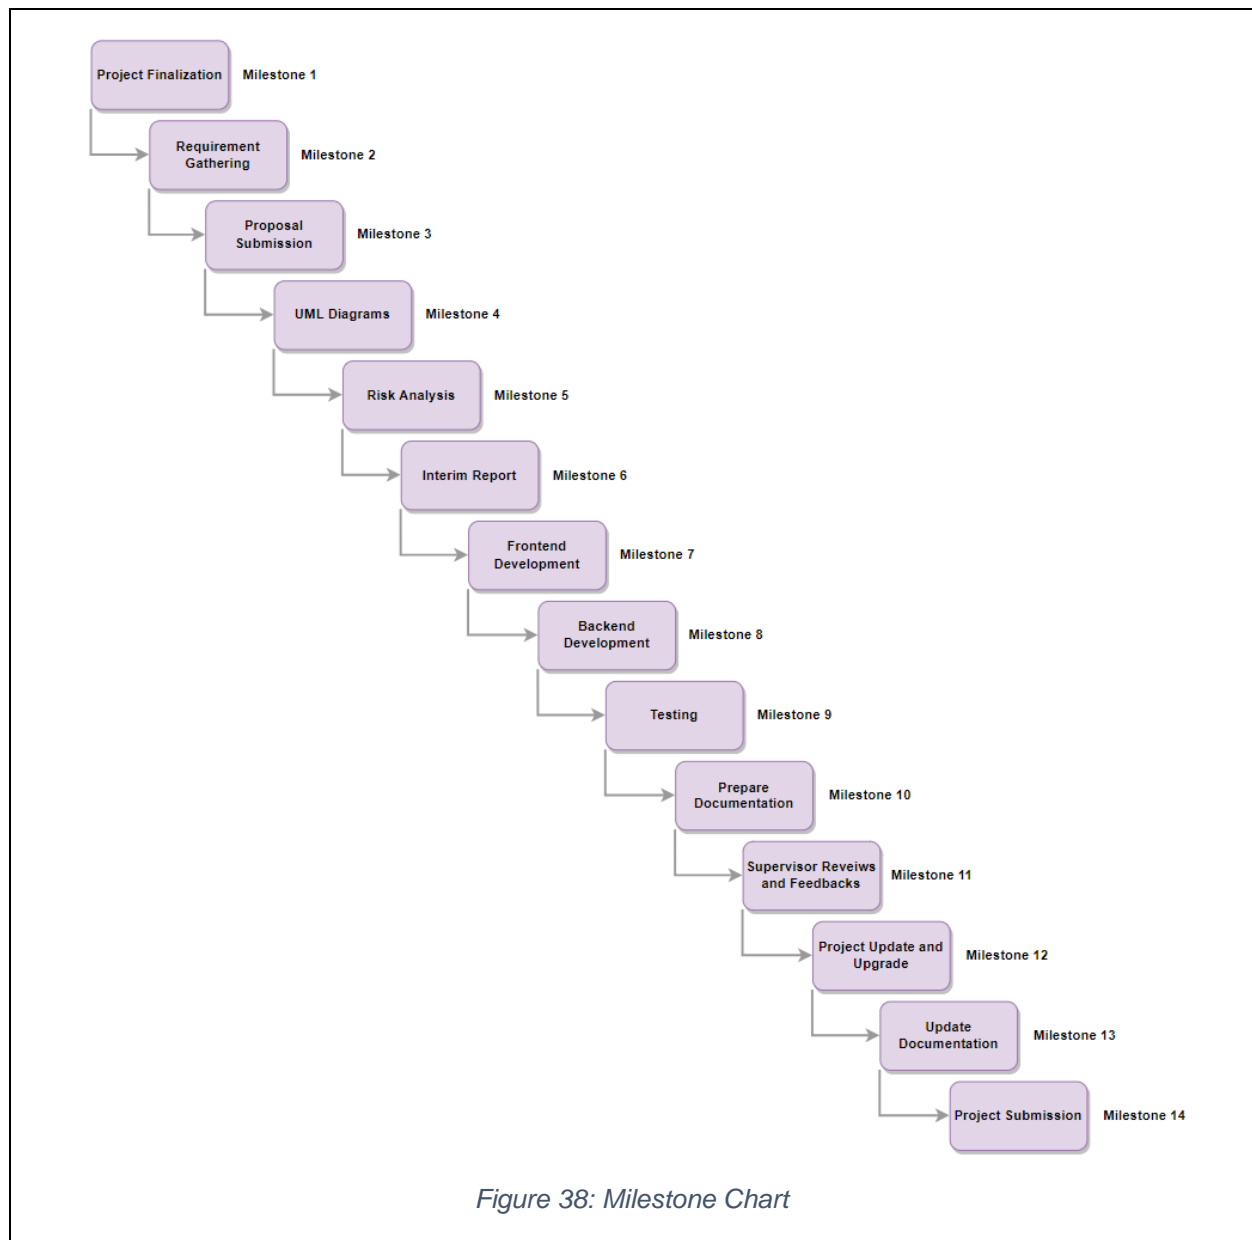 Project Finalization
Milestone 1
Requirement
Gathering
Milestone 2
Proposal
Submission
Milestone 3
UML Diagrams
Milestone 4
Risk Analysis
Milestone 5
Interim Report
Milestone 6
Frontend
Development
Milestone 7
Backend
Development
Milestone 8
Testing
Milestone 9
Prepare
Documentation
Milestone 10
Supervisor Reveiws
and Feedbacks
Milestone 11
Project Update and
Upgrade
Milestone 12
Update
Documentation
Milestone 13
Project Submission
Milestone 14
Figure 38: Milestone Chart